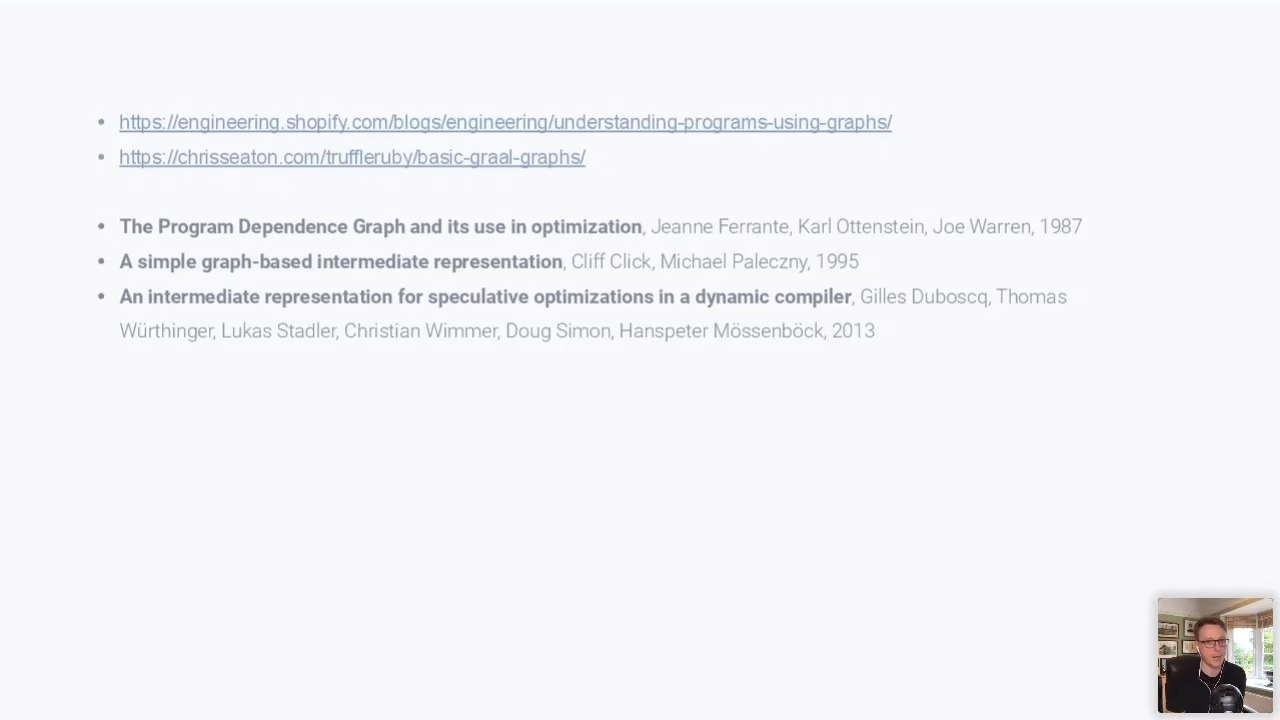 • https://engineering.shopify.com/blogs/engineering/understanding-programs-using-graphs/
• https://chrisseaton.com/truffleruby/basic-graal-graphs/
• The Program Dependence Graph and its use in optimization, Jeanne Ferrante, Karl Ottenstein, Joe Warren, 1987
• A simple graph-based intermediate representation, Cliff Click, Michael Paleczny, 1995
• An intermediate representation for speculative optimizations in a dynamic compiler, Gilles Duboscq, Thomas
Würthinger, Lukas Stadler, Christian Wimmer, Doug Simon, Hanspeter Mössenböck, 2013